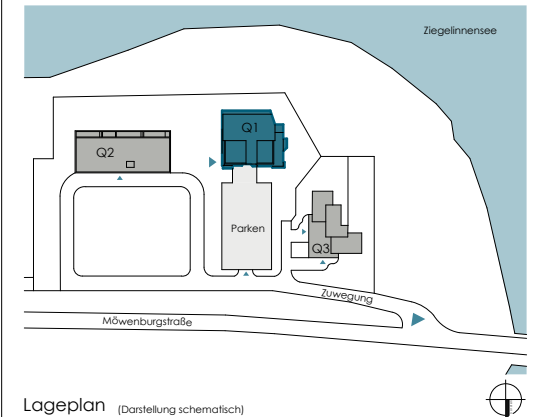 Ziegelinnensee
Q1
Q2
Parken
Q3
Zuwegung
Möwenburgstraße
Lageplan (Darstellung schematisch)